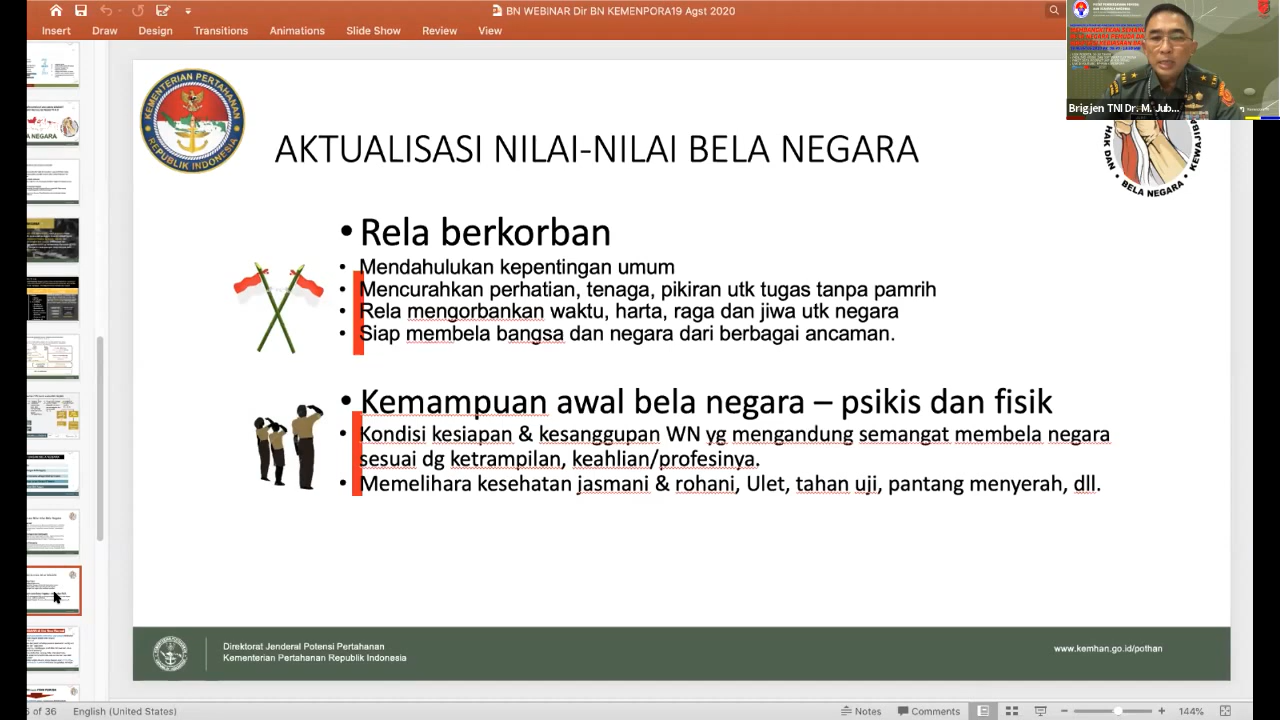 BN WEBINAR Dir BN KEMENPORA19 Agst 2020
Insert Draw Design Transitions Animations Slide Show Review View
Brigjen TNI Dr. M. Jub...
KEMENTERIAN PERTAHANAN
REPUBLIK INDONESIA
AKTUALISAS NILAI-NILAI BELA NEGARA
HAK DAN
BELA NEGARA
• Rela berkorban
• Mendahulukan kepentingan umum
• Mencurahkan perhatian, tenaga, pikiran utk tugas tanpa pamrih
• Rela mengorbankan waktu, harta, raga dan jiwa utk negara
• Siap membela bangsa dan negara dari berbagai ancaman.
• Kemampuan awal bela negara – psikis dan fisik
• Kondisi kesiapan & kesanggupan WN yg mengandung semangat membela negara
sesuai dg ketrampilan, keahlian/profesinya.
• Memelihara kesehatan jasmani & rohani, Ulet, tahan uji, pantang menyerah, dll.
Direktorat Jenderal Potensi Pertahanan
Kementerian Pertahanan Republik Indonesia
www.kemhan.go.id/pothan
of 36 English (United States) Notes Comments 144%